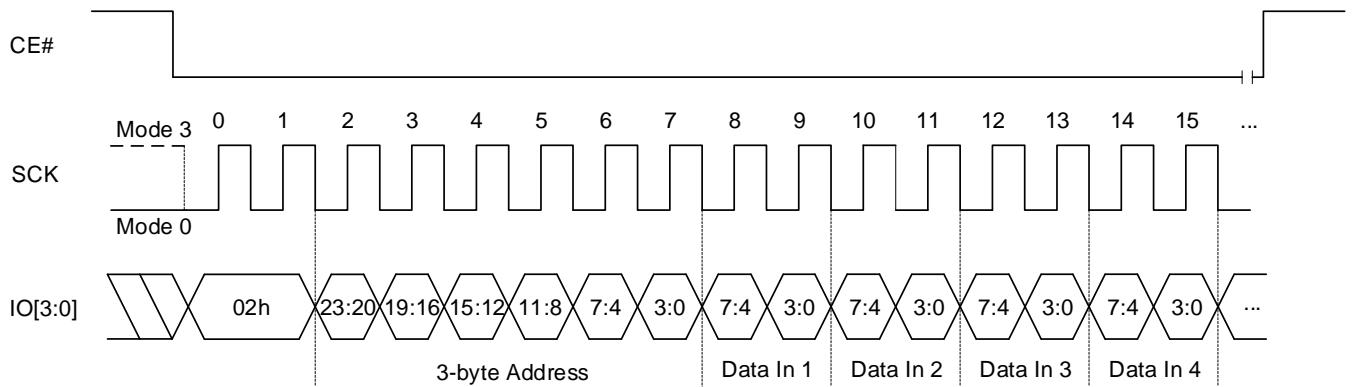 CE#
Mode 3 0 1 2 3 4 5 6 7 8 9 10 11 12 13 14 15 ...
SCK
Mode 0
IO[3:0] 02h 23:20 19:16 15:12 11:8 7:4 3:0 7:4 3:0 7:4 3:0 7:4 3:0 7:4 3:0 ...
3-byte Address Data In 1 Data In 2 Data In 3 Data In 4